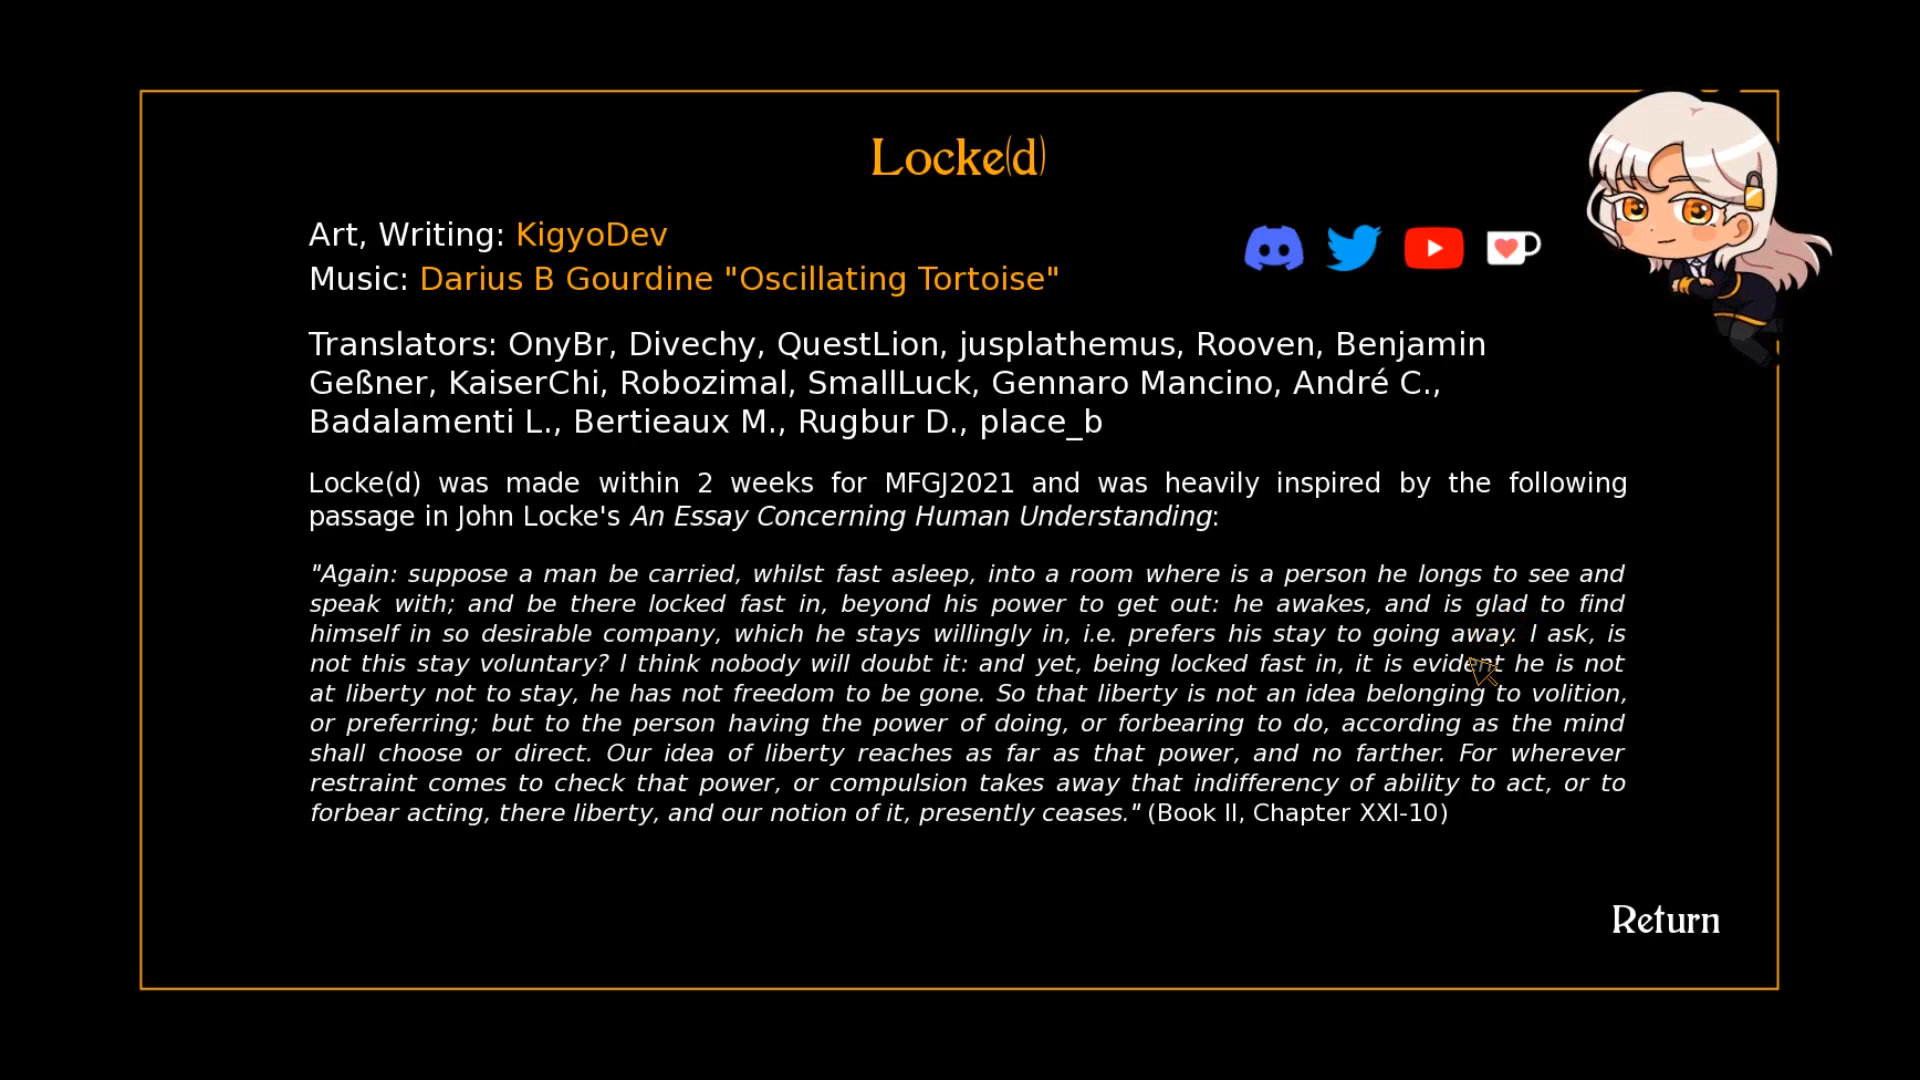 Locke(d)
Art, Writing: KigyoDev
Music: Darius B Gourdine "Oscillating Tortoise"
Translators: OnyBr, Divechy, QuestLion, jusplathemus, Rooven, Benjamin
Geßner, KaiserChi, Robozimal, SmallLuck, Gennaro Mancino, André C.,
Badalamenti L., Bertieaux M., Rugbur D., place_b
Locke(d) was made within 2 weeks for MFGJ2021 and was heavily inspired by the following
passage in John Locke's An Essay Concerning Human Understanding:
"Again: suppose a man be carried, whilst fast asleep, into a room where is a person he longs to see and
speak with; and be there locked fast in, beyond his power to get out: he awakes, and is glad to find
himself in so desirable company, which he stays willingly in, i.e. prefers his stay to going away. I ask, is
not this stay voluntary? I think nobody will doubt it: and yet, being locked fast in, it is evident he is not
at liberty not to stay, he has not freedom to be gone. So that liberty is not an idea belonging to volition,
or preferring; but to the person having the power of doing, or forbearing to do, according as the mind
shall choose or direct. Our idea of liberty reaches as far as that power, and no farther. For wherever
restraint comes to check that power, or compulsion takes away that indifferency of ability to act, or to
forbear acting, there liberty, and our notion of it, presently ceases." (Book II, Chapter XXI-10)
Return